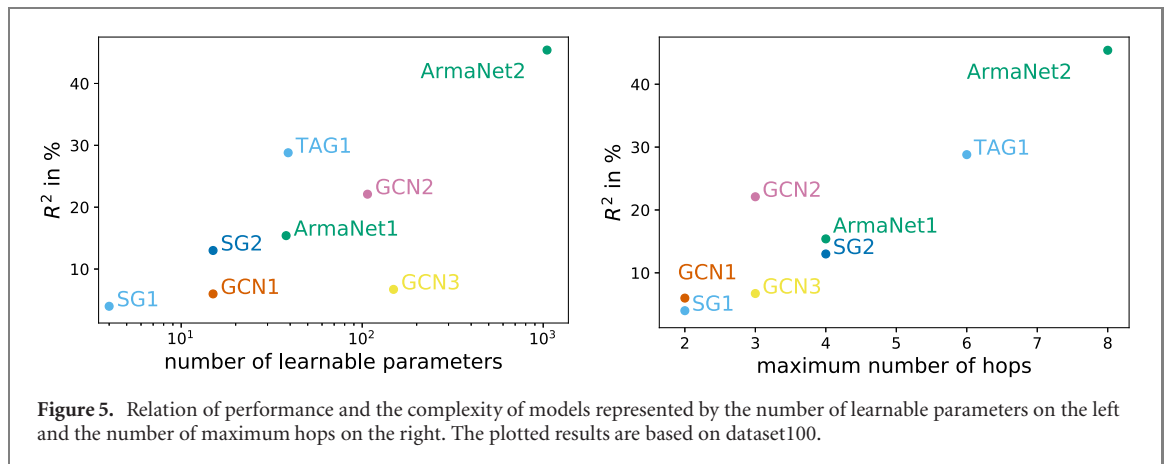 40
30
20
10
R² in %
ArmaNet2
TAG1
GCN2
ArmaNet1
SG2
GCN1
GCN3
SG1
10¹
10²
10³
number of learnable parameters
40
30
20
10
R² in %
ArmaNet2
TAG1
GCN2
ArmaNet1
SG2
GCN1
GCN3
SG1
2 3 4 5 6 7 8
maximum number of hops
Figure 5. Relation of performance and the complexity of models represented by the number of learnable parameters on the left
and the number of maximum hops on the right. The plotted results are based on dataset100.